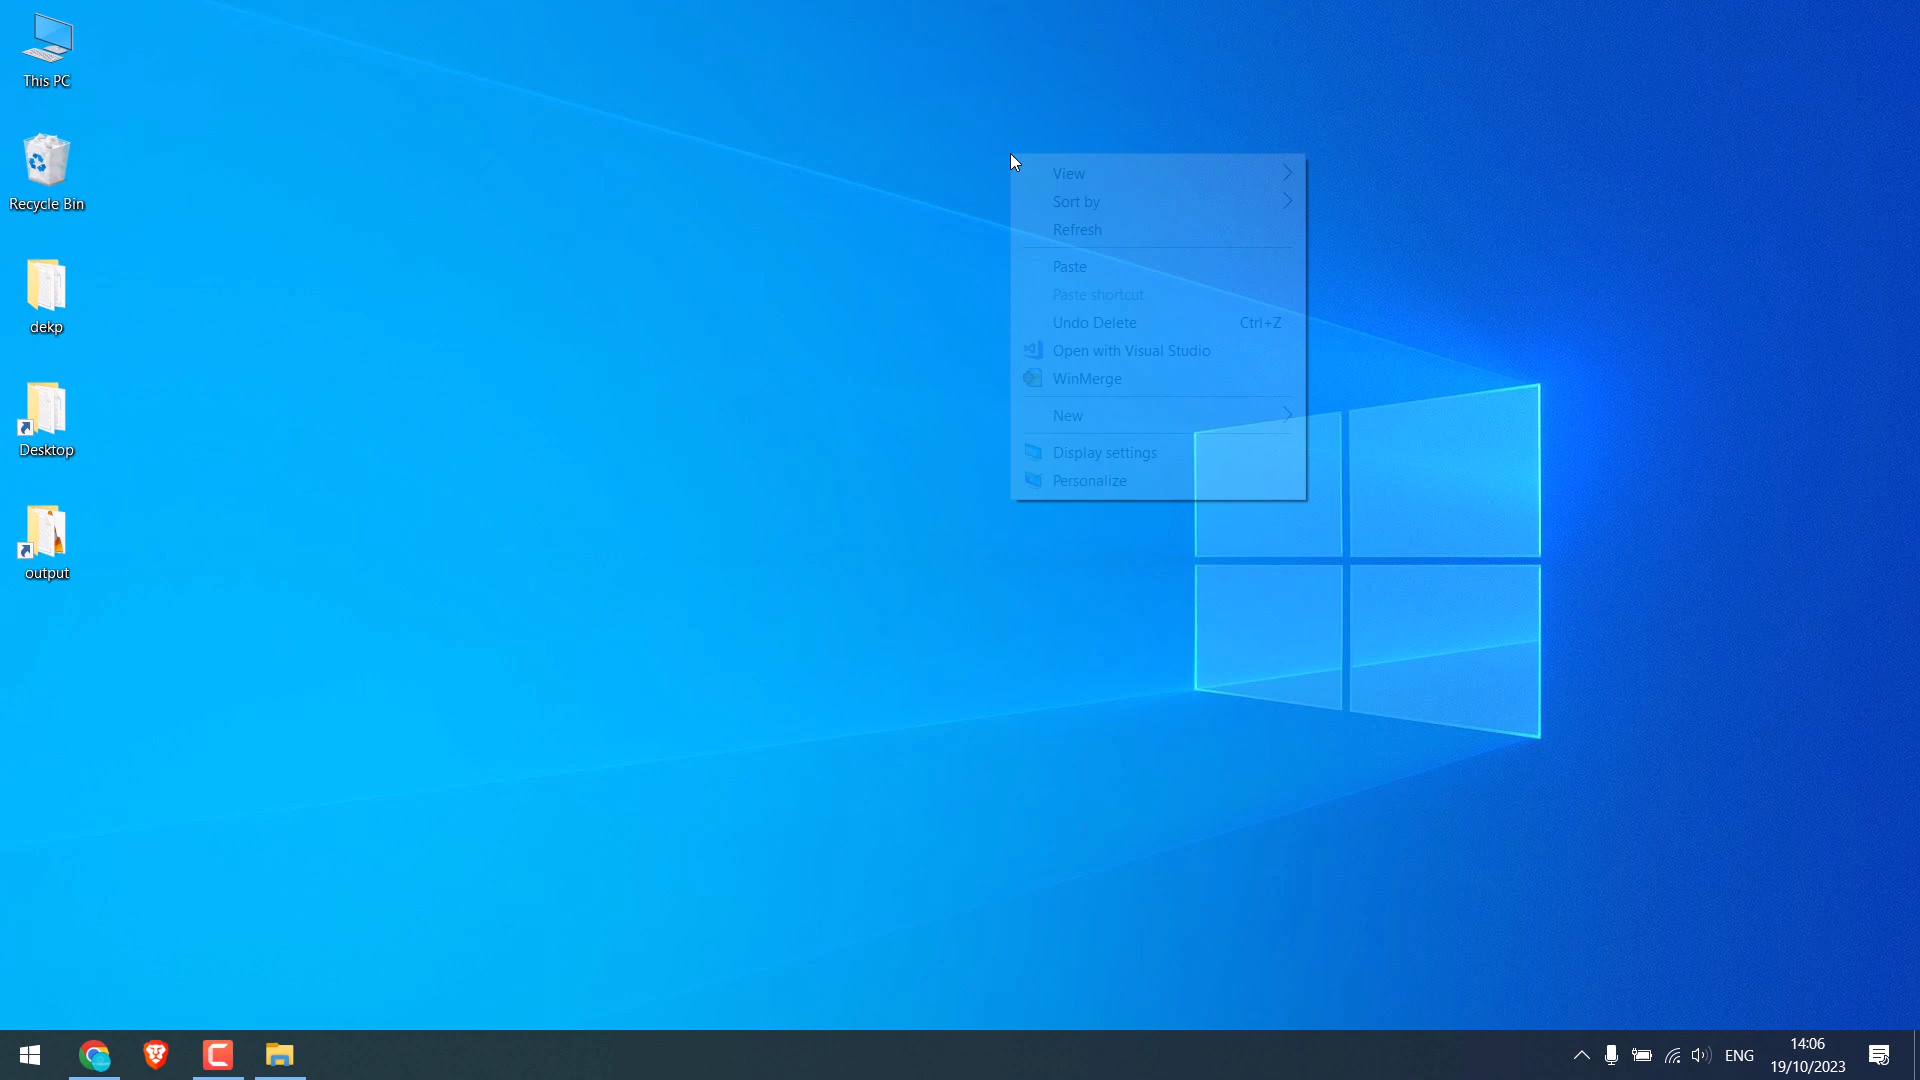 This PC
Recycle Bin
dekp
Desktop
output
View
Sort by
Refresh
Paste
Paste shortcut
Undo Delete Ctrl+Z
Open with Visual Studio
WinMerge
New
Display settings
Personalize
ENG
14:06
19/10/2023